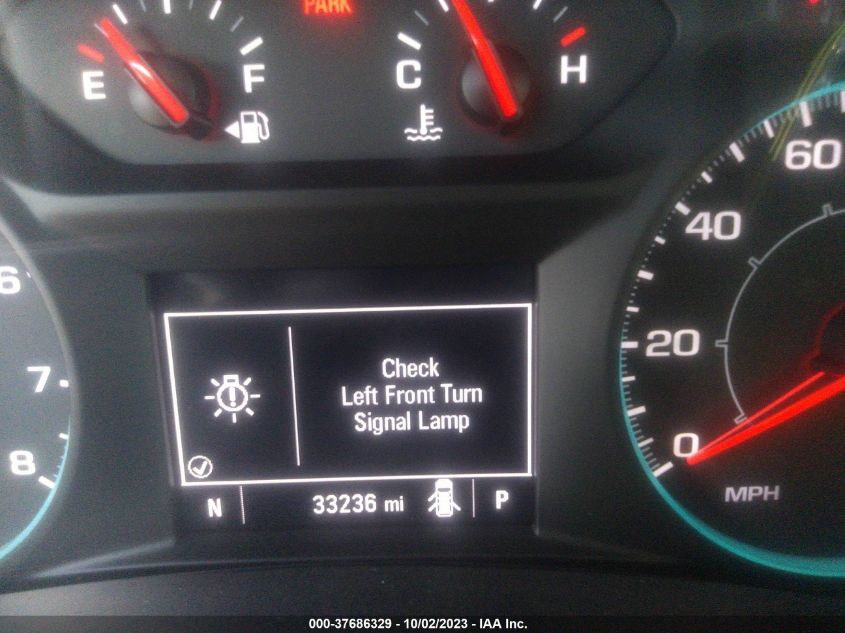 PARK
E
F
C
H
60
40
20
0
MPH
6
7
8
Check
Left Front Turn
Signal Lamp
N
33236 mi
P
000-37686329 - 10/02/2023 - IAA Inc.